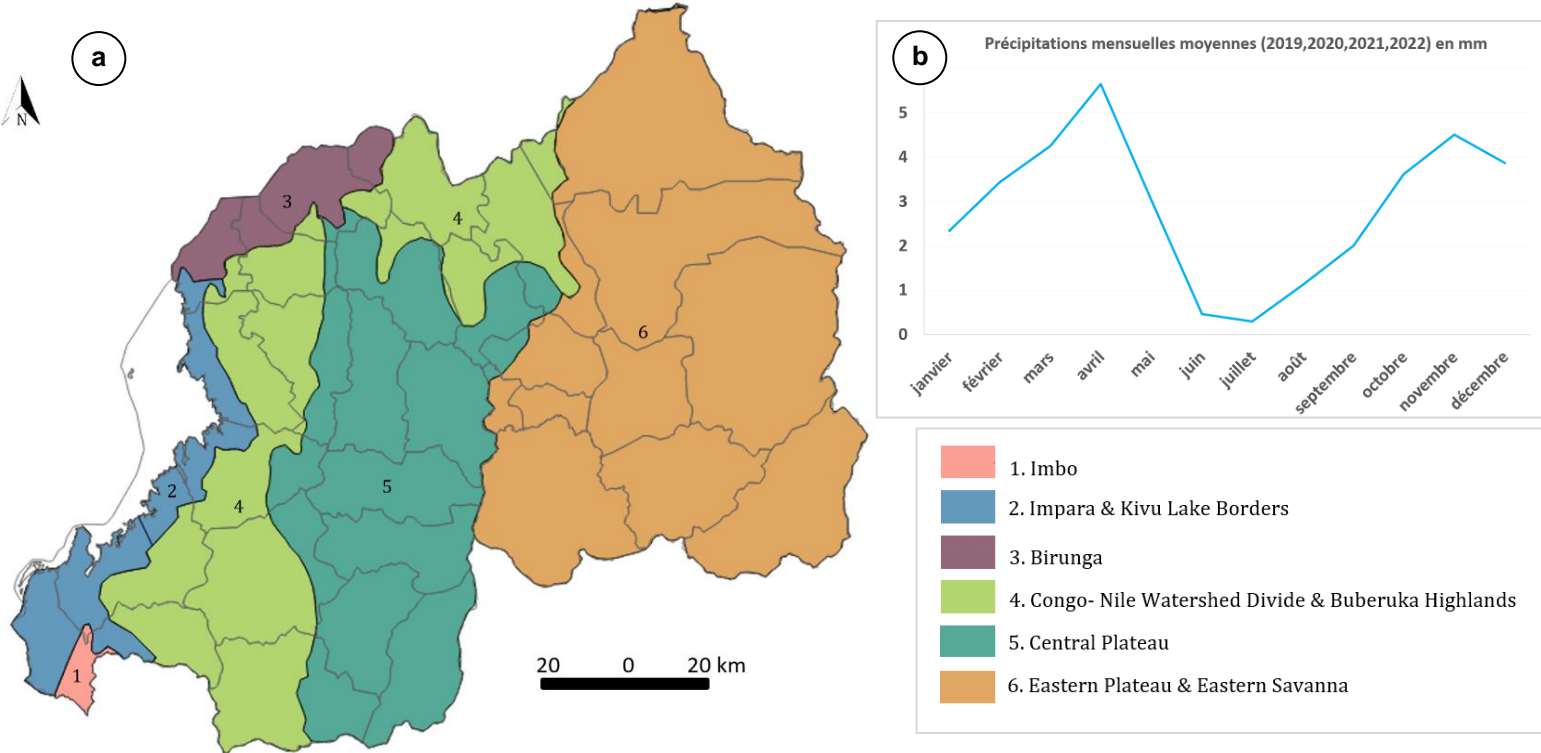 a
N
3
4
6
5
2
4
1
20 0 20 km
b
Précipitations mensuelles moyennes (2019,2020,2021,2022) en mm
5
4
3
2
1
0
janvier
février
mars
avril
mai
juin
juillet
août
septembre
octobre
novembre
décembre
1. Imbo
2. Impara & Kivu Lake Borders
3. Birunga
4. Congo- Nile Watershed Divide & Buberuka Highlands
5. Central Plateau
6. Eastern Plateau & Eastern Savanna